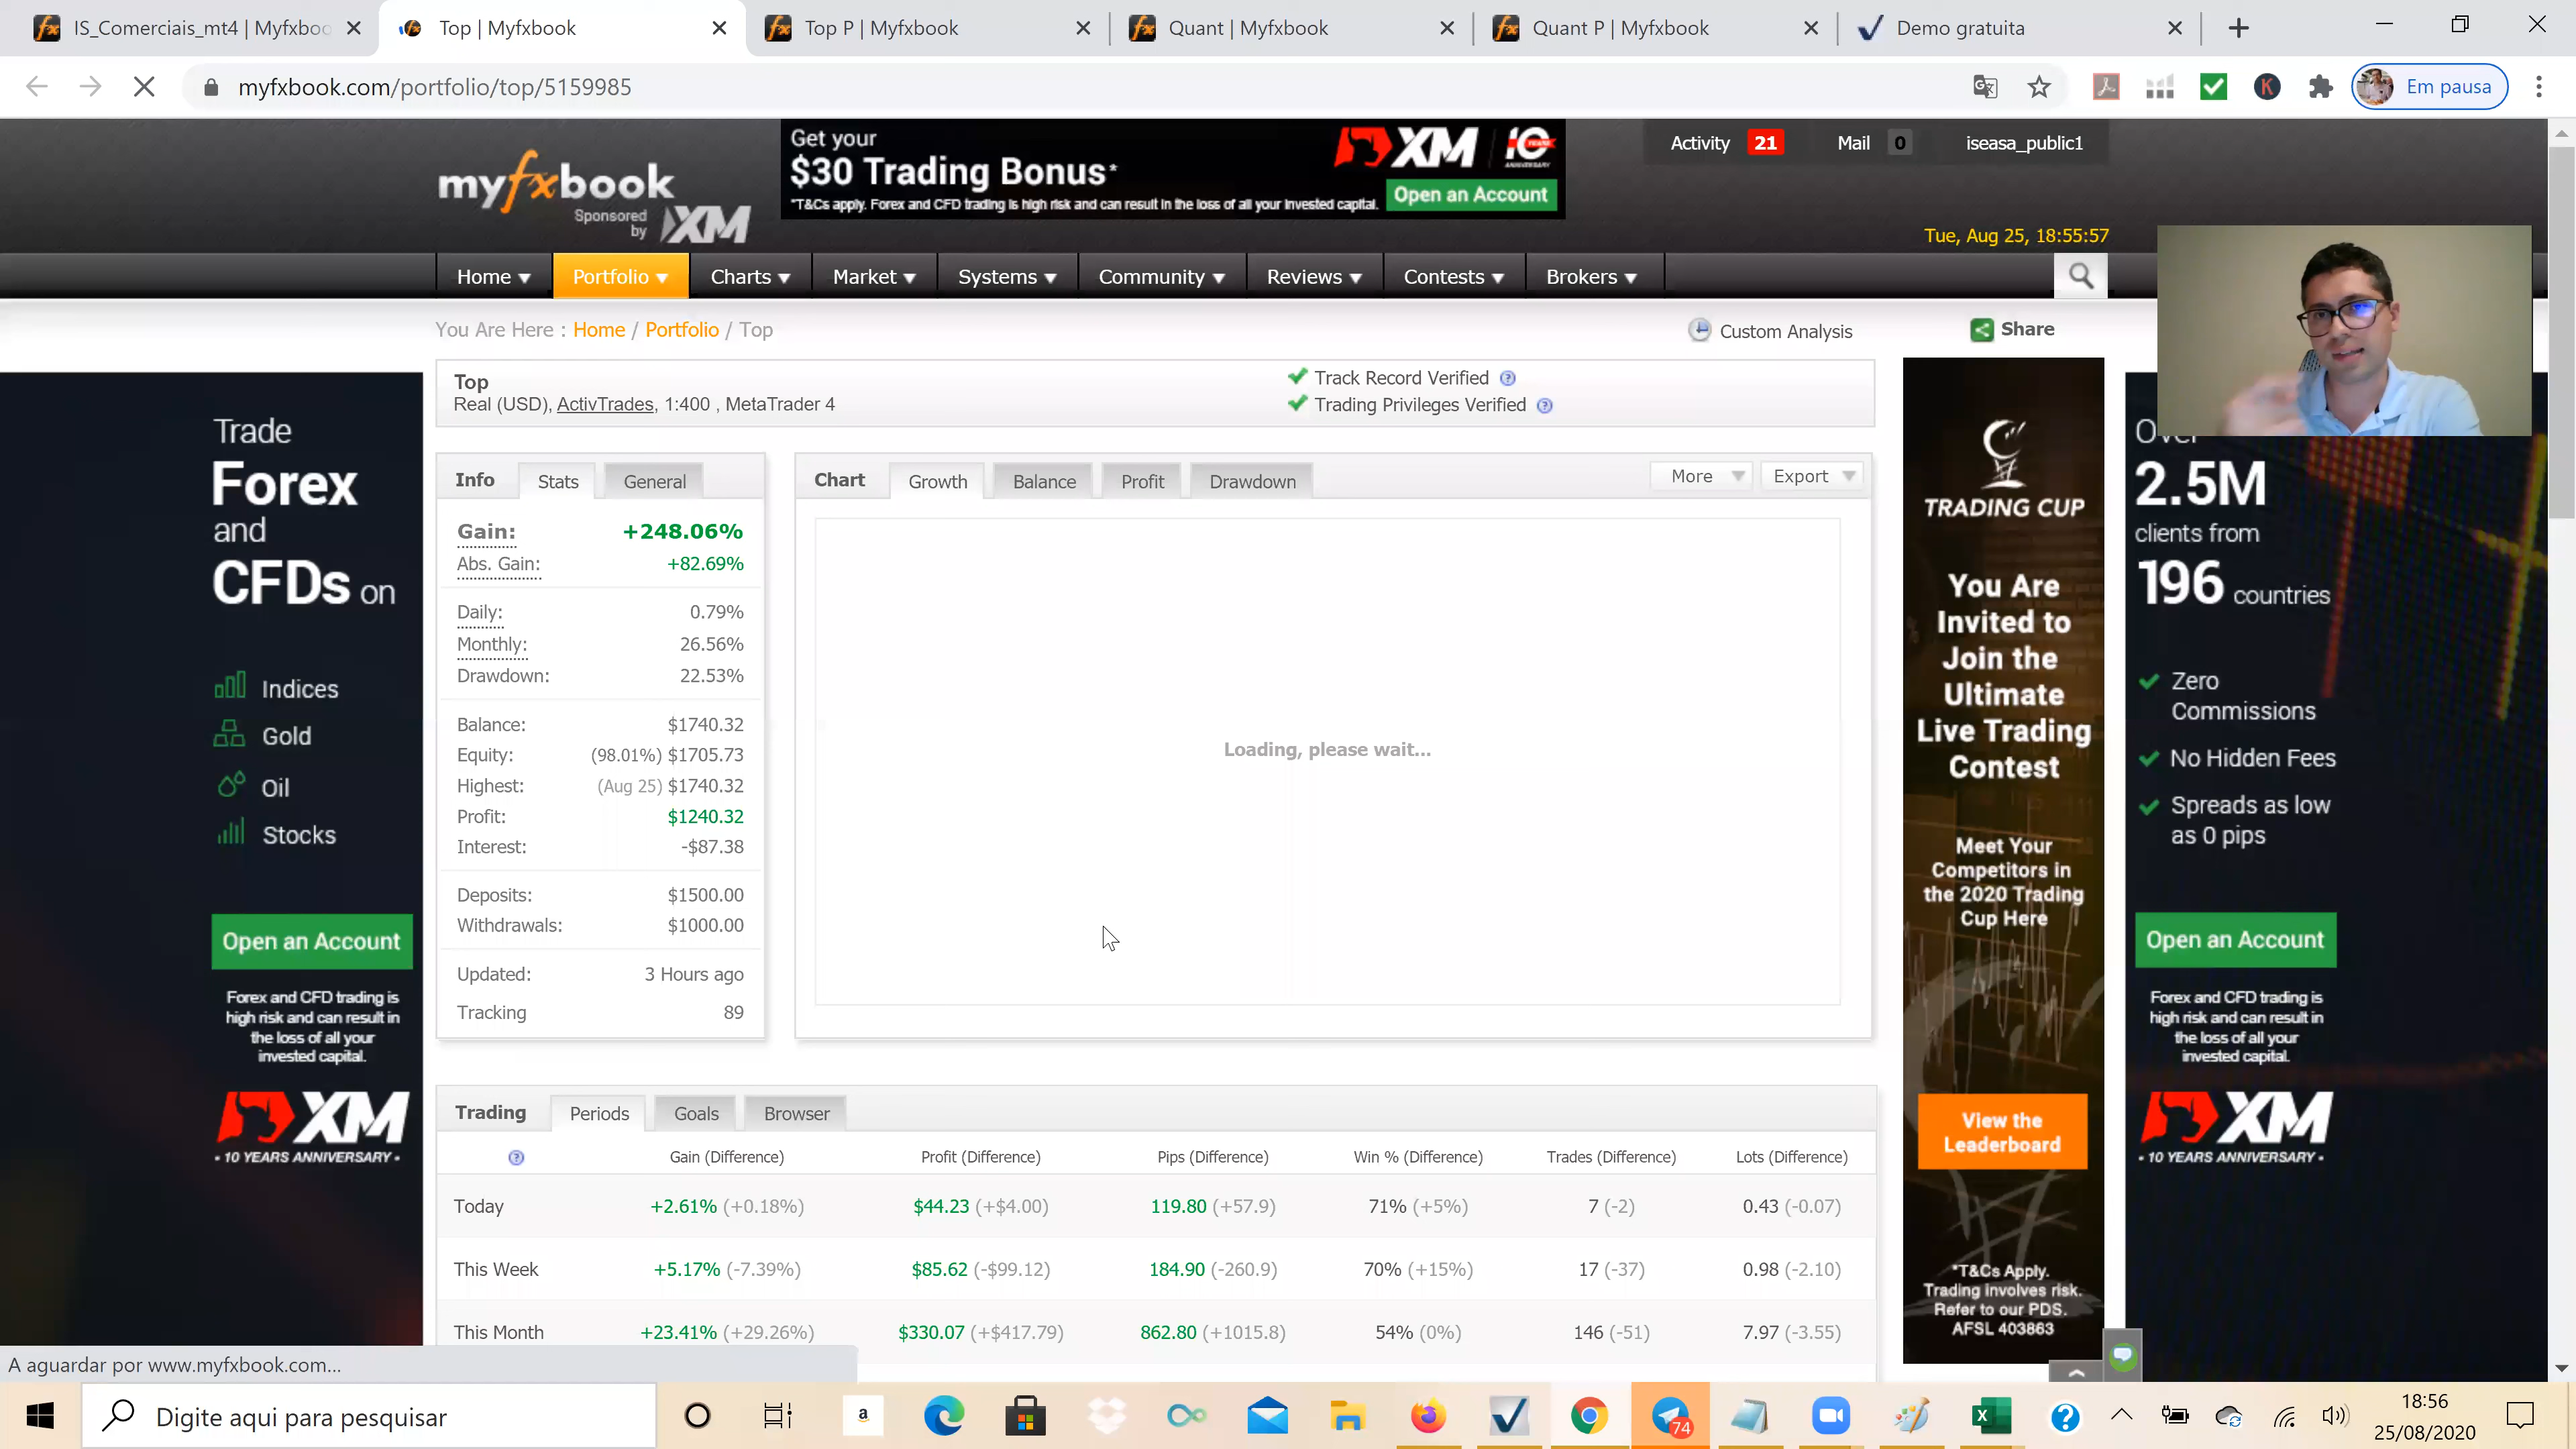 IS_Comerciais_mt4 | Myfxboo
Top | Myfxbook
Top P | Myfxbook
Quant | Myfxbook
Quant P | Myfxbook
Demo gratuita
myfxbook.com/portfolio/top/5159985
Em pausa
myfxbook
Sponsored
by XM
Get your
$30 Trading Bonus*
*T&Cs apply. Forex and CFD trading is high risk and can result in the loss of all your invested capital.
XM
10
ANNIVERSARY
Open an Account
Activity 21 Mail 0 iseasa_public1
Tue, Aug 25, 18:55:57
Home Portfolio Charts Market Systems Community Reviews Contests Brokers
You Are Here : Home / Portfolio / Top
Custom Analysis
Share
Top
Real (USD), ActivTrades, 1:400 , MetaTrader 4
Track Record Verified
Trading Privileges Verified
Info Stats General
Gain: +248.06%
Abs. Gain: +82.69%
Daily: 0.79%
Monthly: 26.56%
Drawdown: 22.53%
Balance: $1740.32
Equity: (98.01%) $1705.73
Highest: (Aug 25) $1740.32
Profit: $1240.32
Interest: -$87.38
Deposits: $1500.00
Withdrawals: $1000.00
Updated: 3 Hours ago
Tracking 89
Chart Growth Balance Profit Drawdown More Export
Loading, please wait...
Trading Periods Goals Browser
Gain (Difference) Profit (Difference) Pips (Difference) Win % (Difference) Trades (Difference) Lots (Difference)
Today +2.61% (+0.18%) $44.23 (+$4.00) 119.80 (+57.9) 71% (+5%) 7 (-2) 0.43 (-0.07)
This Week +5.17% (-7.39%) $85.62 (-$99.12) 184.90 (-260.9) 70% (+15%) 17 (-37) 0.98 (-2.10)
This Month +23.41% (+29.26%) $330.07 (+$417.79) 862.80 (+1015.8) 54% (0%) 146 (-51) 7.97 (-3.55)
Trade
Forex
and
CFDs on
Indices
Gold
Oil
Stocks
Open an Account
Forex and CFD trading is
high risk and can result in
the loss of all your
invested capital.
XM
• 10 YEARS ANNIVERSARY •
TRADING CUP
You Are
Invited to
Join the
Ultimate
Live Trading
Contest
Meet Your
Competitors in
the 2020 Trading
Cup Here
View the
Leaderboard
*T&Cs Apply.
Trading involves risk.
Refer to our PDS.
AFSL 403863
Over
2.5M
clients from
196 countries
Zero
Commissions
No Hidden Fees
Spreads as low
as 0 pips
Open an Account
Forex and CFD trading is
high risk and can result in
the loss of all your
invested capital.
XM
• 10 YEARS ANNIVERSARY •
A aguardar por www.myfxbook.com...
Digite aqui para pesquisar
a
74
18:56
25/08/2020